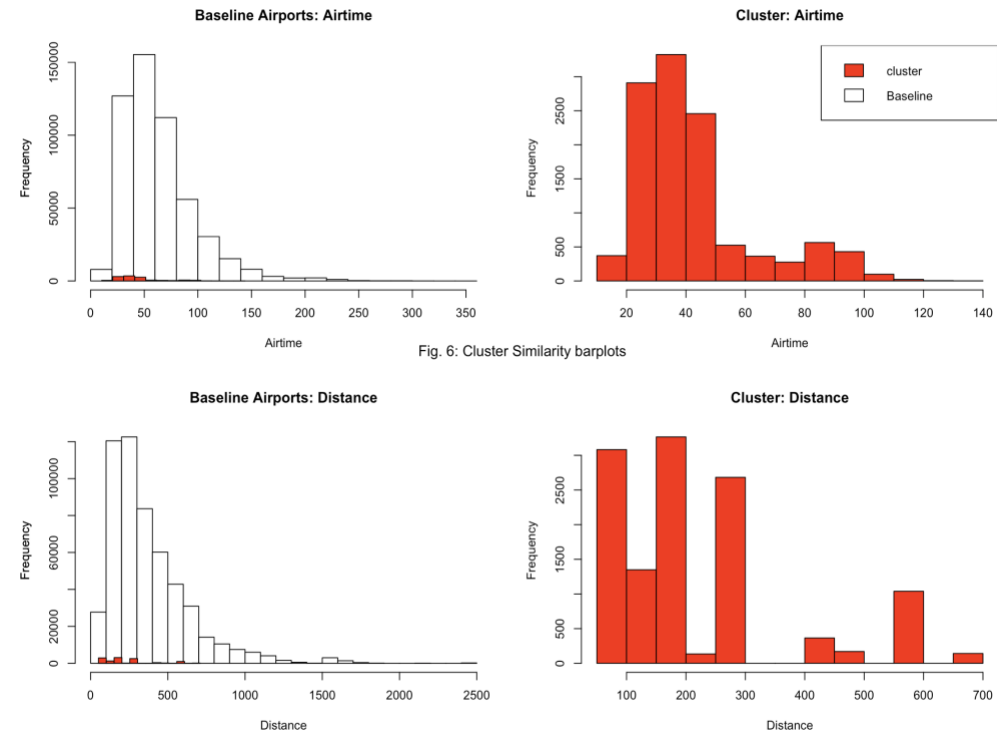 Baseline Airports: Airtime
Frequency
0
50000
100000
150000
0 50 100 150 200 250 300 350
Airtime
Cluster: Airtime
cluster
Baseline
Frequency
0
500
1500
2500
20 40 60 80 100 120 140
Airtime
Fig. 6: Cluster Similarity barplots
Baseline Airports: Distance
Frequency
0
20000
60000
100000
0 500 1000 1500 2000 2500
Distance
Cluster: Distance
Frequency
0
500
1500
2500
100 200 300 400 500 600 700
Distance